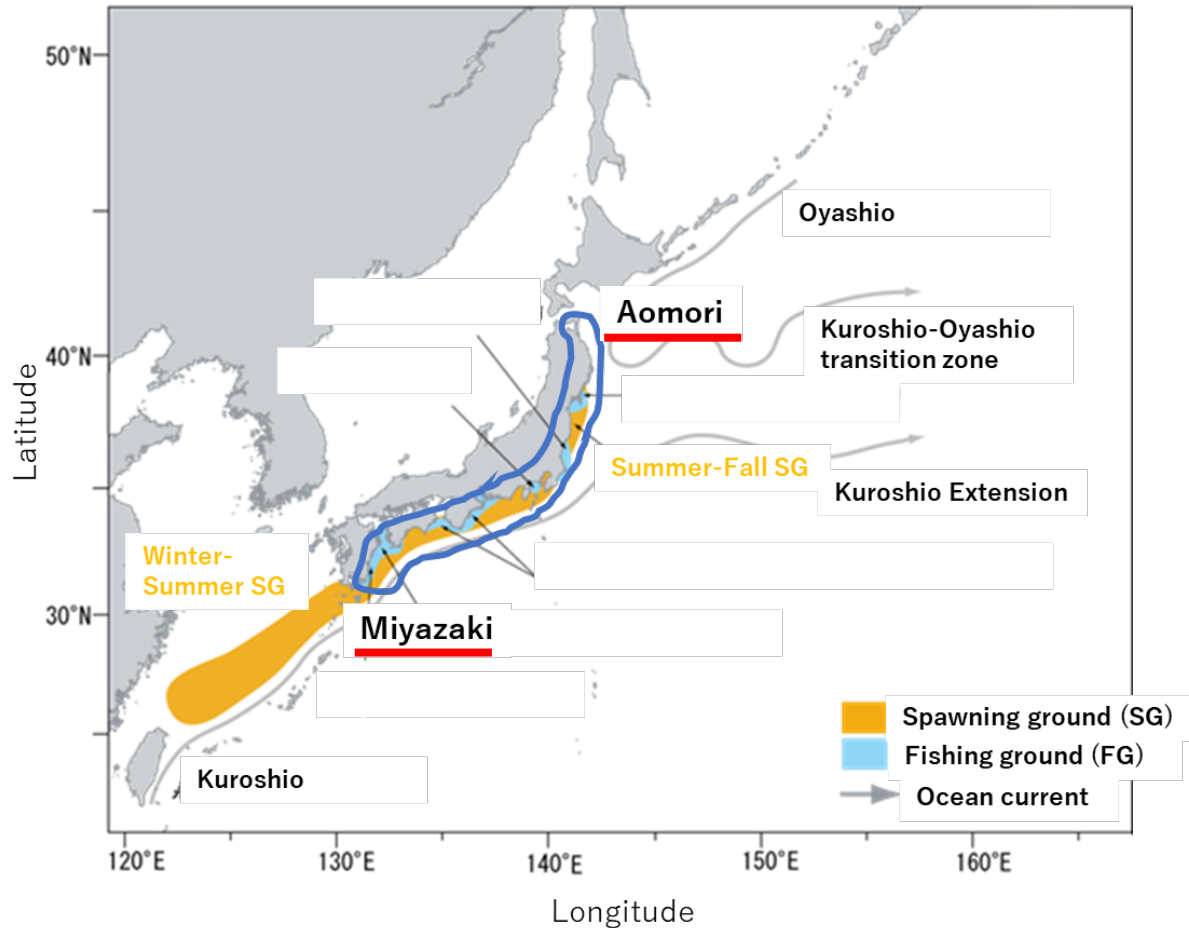 50°N
40°N
30°N
Latitude
Oyashio
Aomori
Kuroshio-Oyashio
transition zone
Summer-Fall SG
Kuroshio Extension
Winter-
Summer SG
Miyazaki
Kuroshio
Spawning ground (SG)
Fishing ground (FG)
Ocean current
120°E
130°E
140°E
150°E
160°E
Longitude